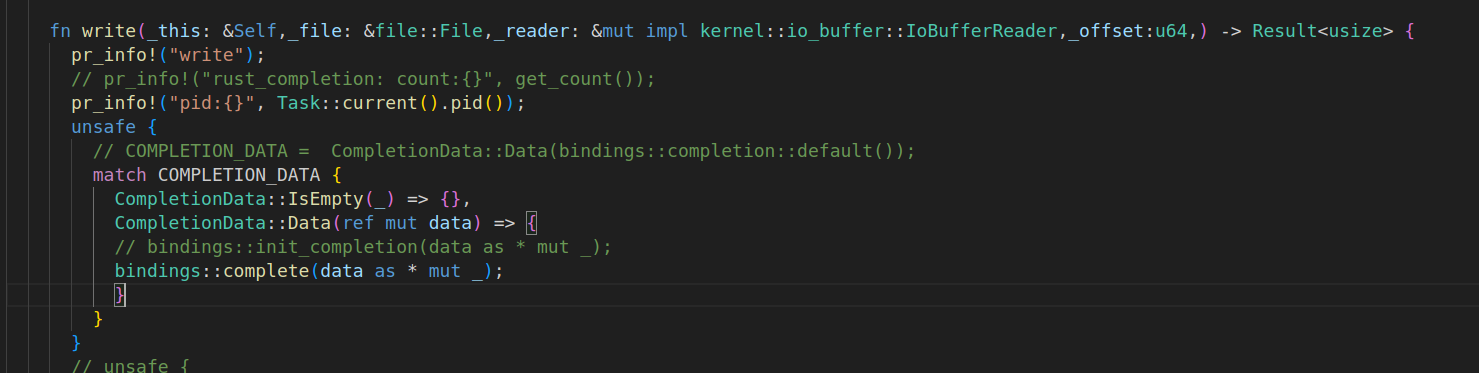 fn write(_this: &Self,_file: &file::File,_reader: &mut impl kernel::io_buffer::IoBufferReader,_offset:u64,) -> Result<usize> {
pr_info!("write");
// pr_info!("rust_completion: count:{}", get_count());
pr_info!("pid:{}", Task::current().pid());
unsafe {
// COMPLETION_DATA =  CompletionData::Data(bindings::completion::default());
match COMPLETION_DATA {
CompletionData::IsEmpty(_) => {},
CompletionData::Data(ref mut data) => {
// bindings::init_completion(data as * mut _);
bindings::complete(data as * mut _);
}
}
}
// unsafe {